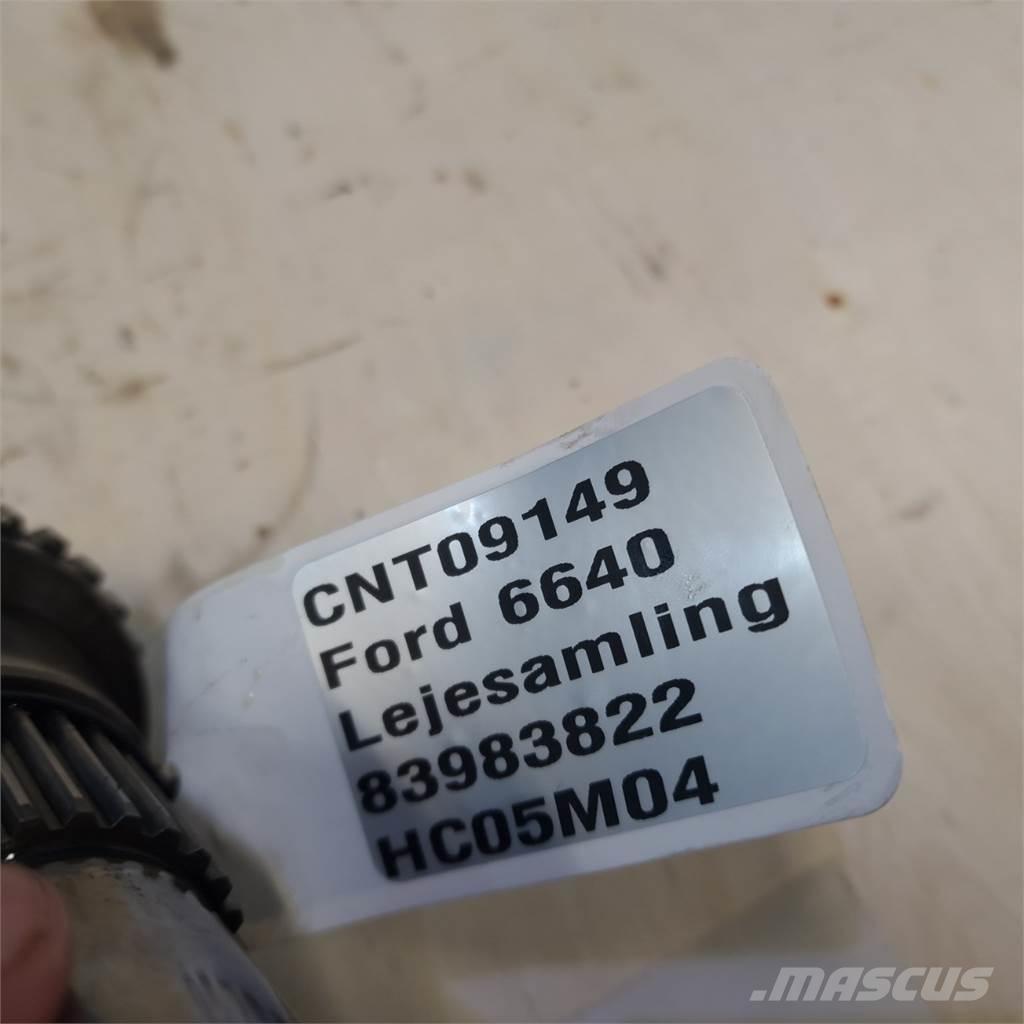 CNT09149
Ford 6640
Lejesamling
83983822
HC05M04
.MASCUS